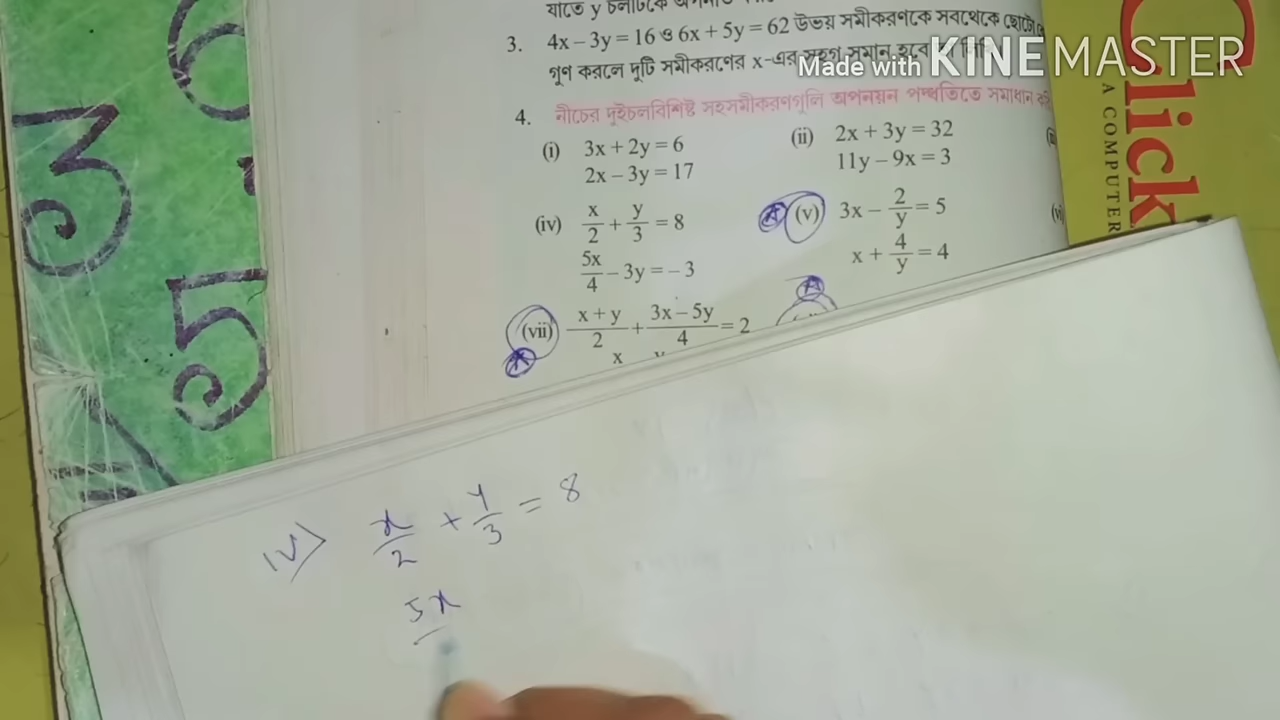 যাতে y
3. 4x – 3y = 16 ও 6x + 5y = 62 উভয় সমীকরণকে সবথেকে ছোটো
গুণ করলে দুটি সমীকরণের x-এর সহগ সমান হবে
Made with KINEMASTER
4. নীচের দুইচলবিশিষ্ট সহসমীকরণগুলি অপনয়ন পদ্ধতিতে সমাধান
(i) 3x + 2y = 6
2x – 3y = 17
(ii) 2x + 3y = 32
11y – 9x = 3
(iv) x/2 + y/3 = 8
5x/4 – 3y = – 3
(v) 3x – 2/y = 5
x + 4/y = 4
(vii) (x + y)/2 + (3x – 5y)/4 = 2
x y
iv) x/2 + y/3 = 8
5x
Click
A COMPUTER